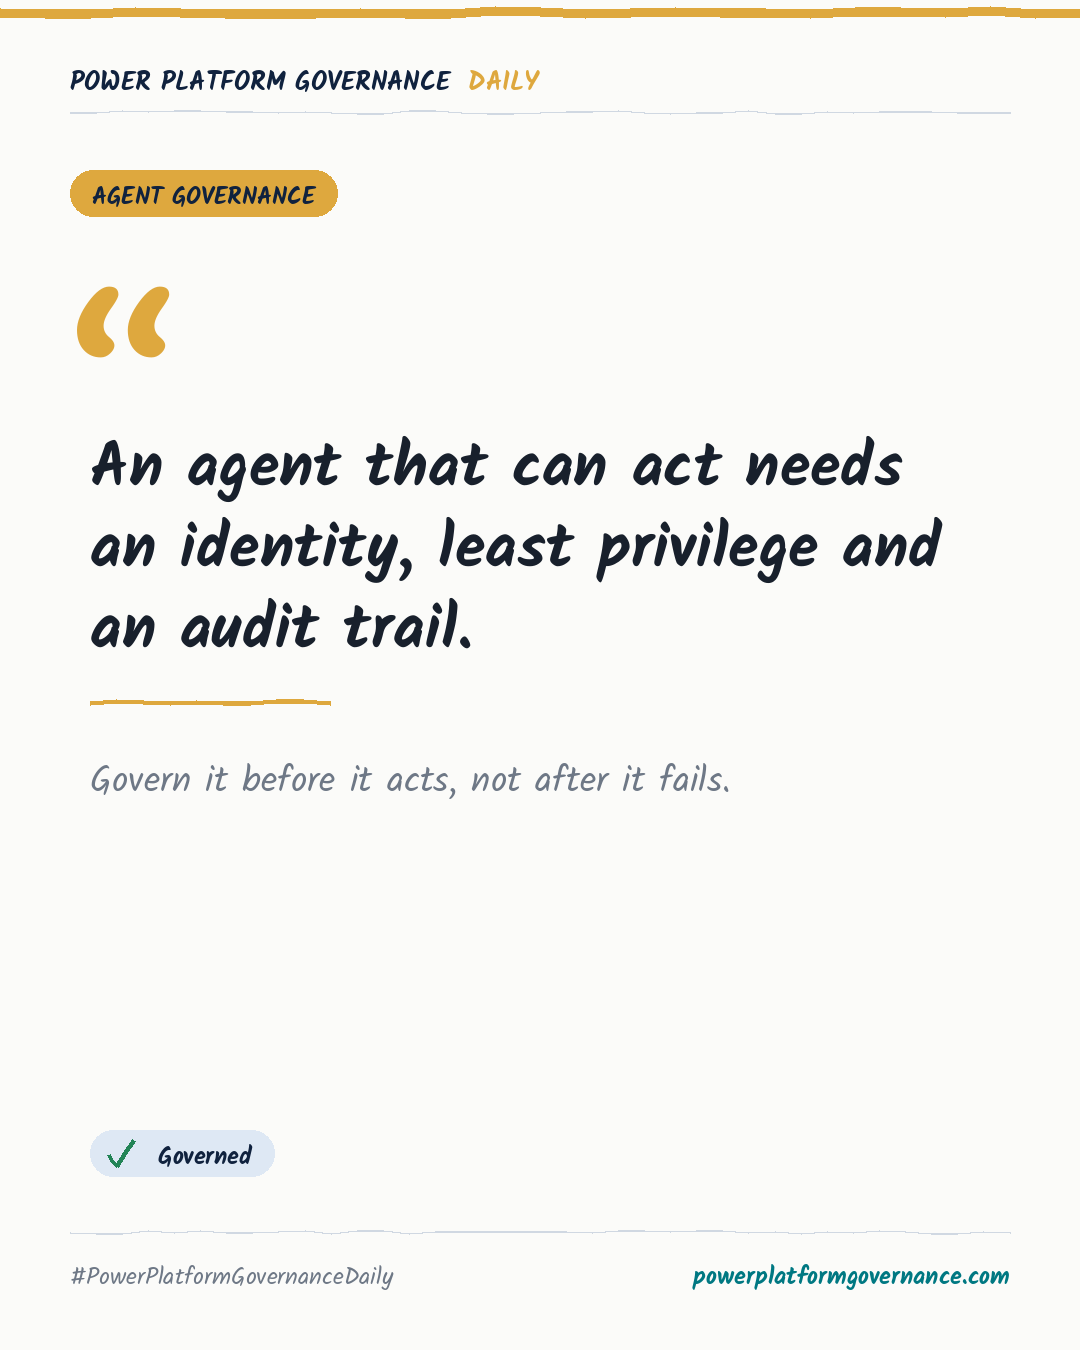 POWER PLATFORM GOVERNANCE DAILY
AGENT GOVERNANCE
“
An agent that can act needs
an identity, least privilege and
an audit trail.
Govern it before it acts, not after it fails.
✓ Governed
#PowerPlatformGovernanceDaily
powerplatformgovernance.com